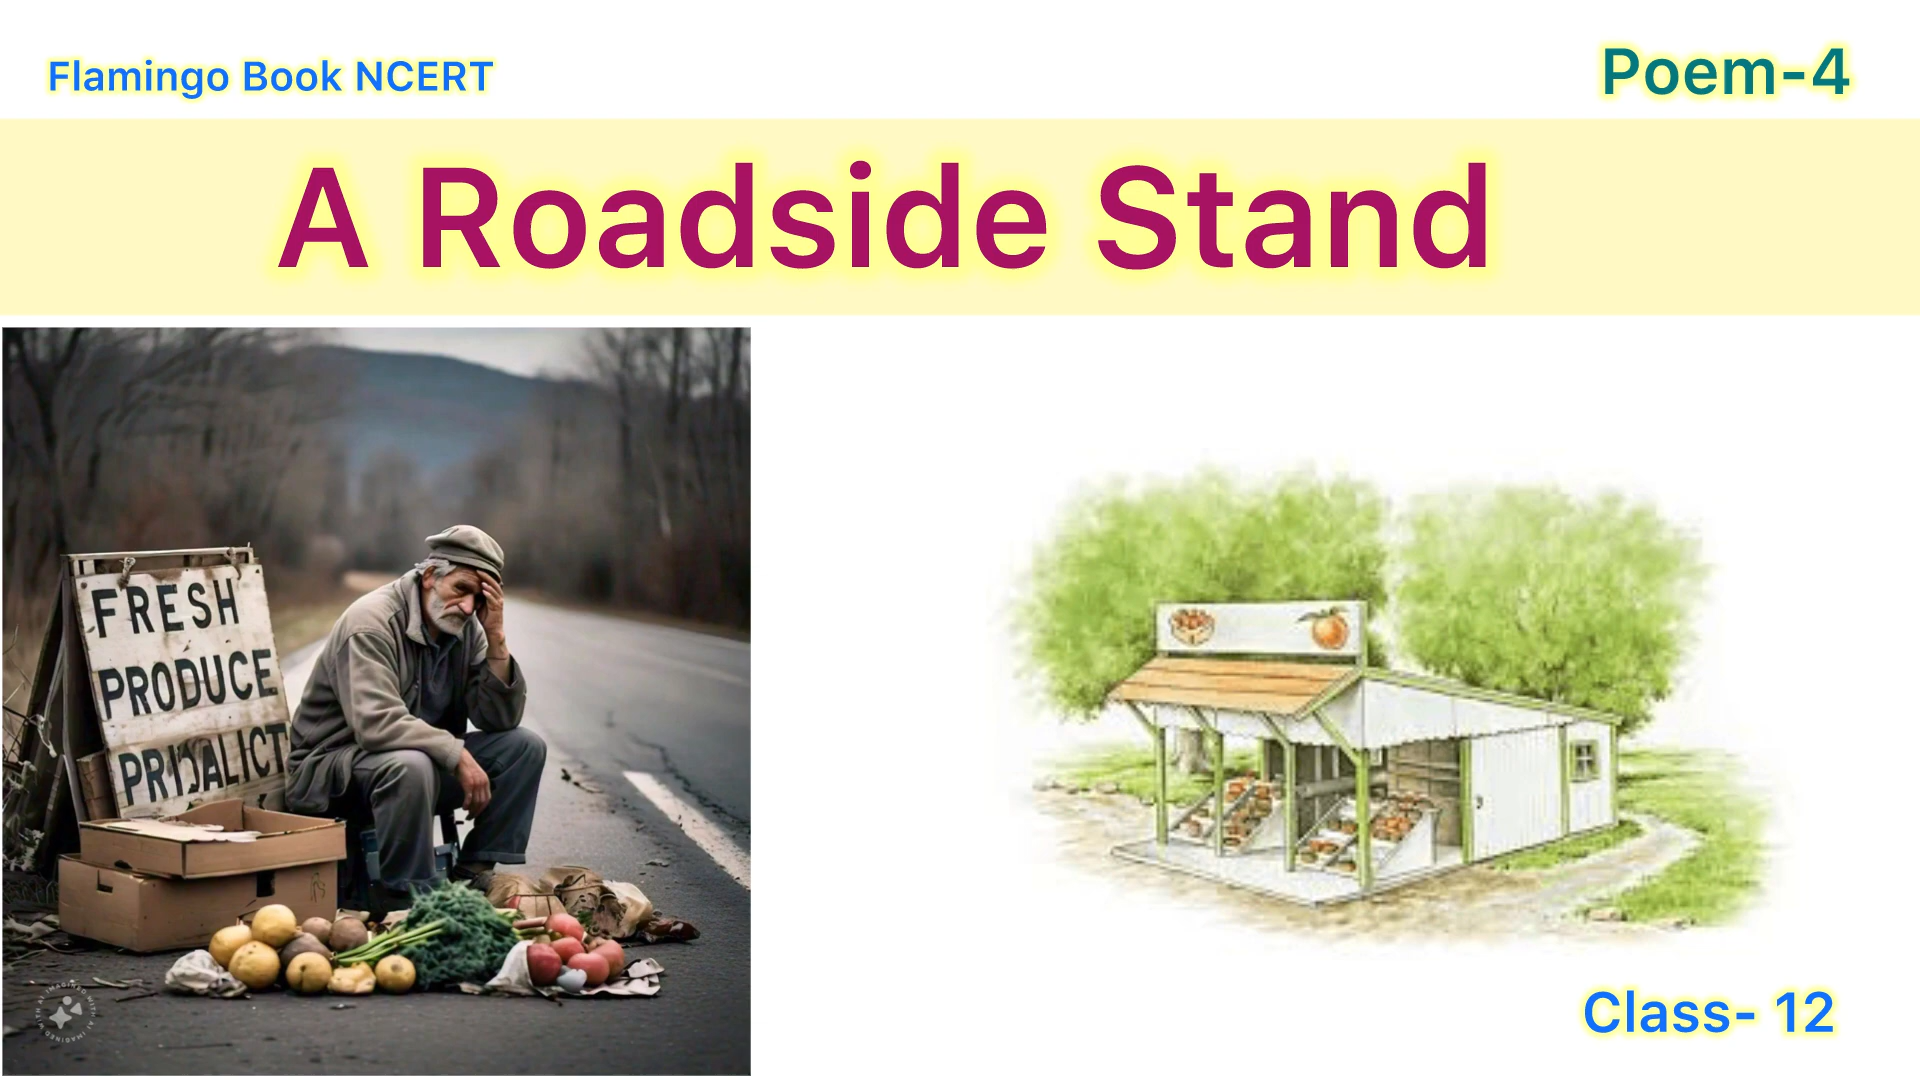 Flamingo Book NCERT
Poem-4
A Roadside Stand
FRESH
PRODUCE
Class- 12